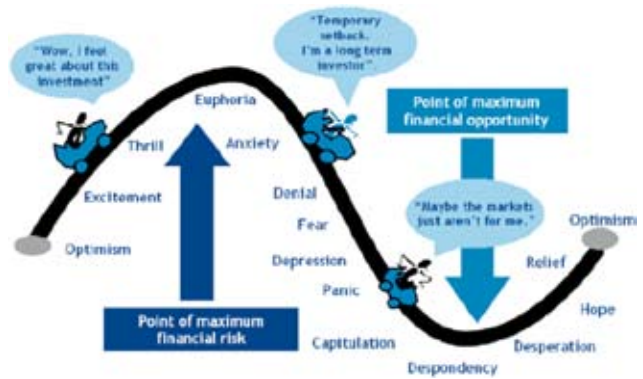 "Wow, I feel
great about this
investment"
"Temporary
setback.
I'm a long term
investor".
Euphoria
Point of maximum
financial opportunity
Thrill
Anxiety
Excitement
Denial
"Maybe the markets
just aren't for me."
Optimism
Fear
Optimism
Depression
Relief
Panic
Hope
Point of maximum
financial risk
Capitulation
Desperation
Despondency